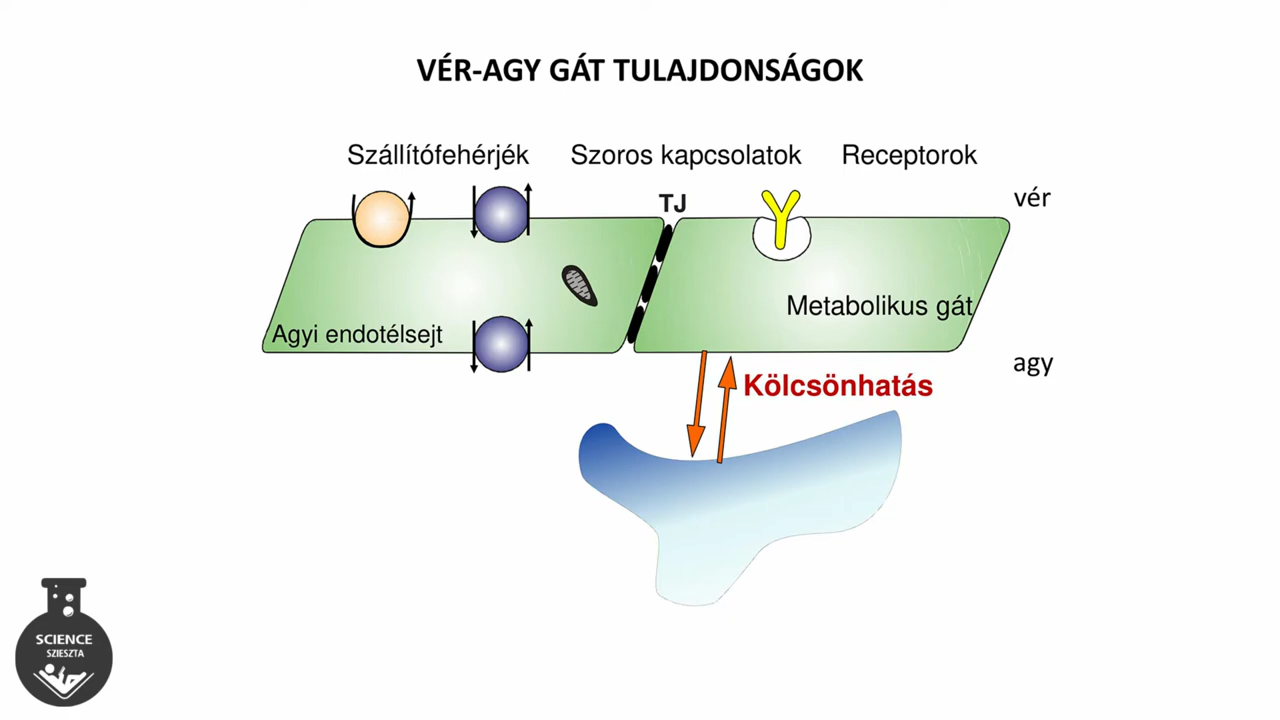 VÉR-AGY GÁT TULAJDONSÁGOK
Szállítófehérjék
Szoros kapcsolatok
Receptorok
TJ
vér
Metabolikus gát
Agyi endotélsejt
agy
Kölcsönhatás
SCIENCE
SZIESZTA